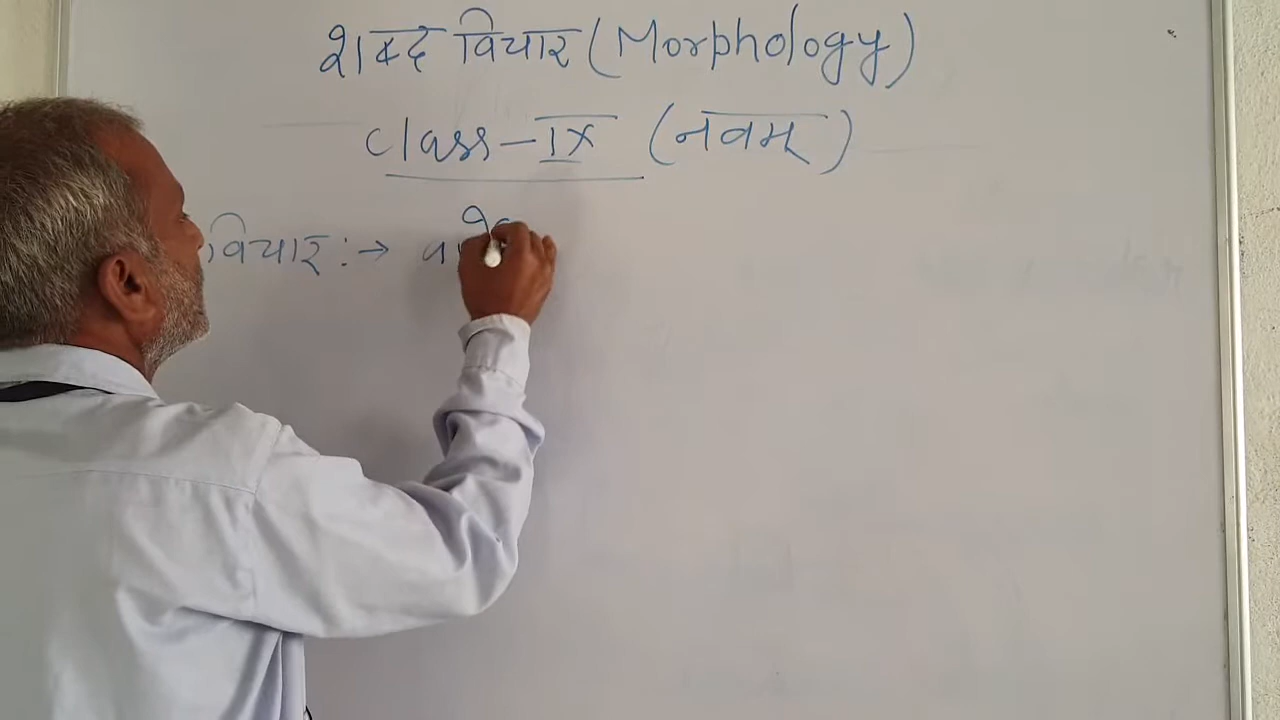 शब्द विचार (Morphology)
Class-IX (नवम्)
विचार :→